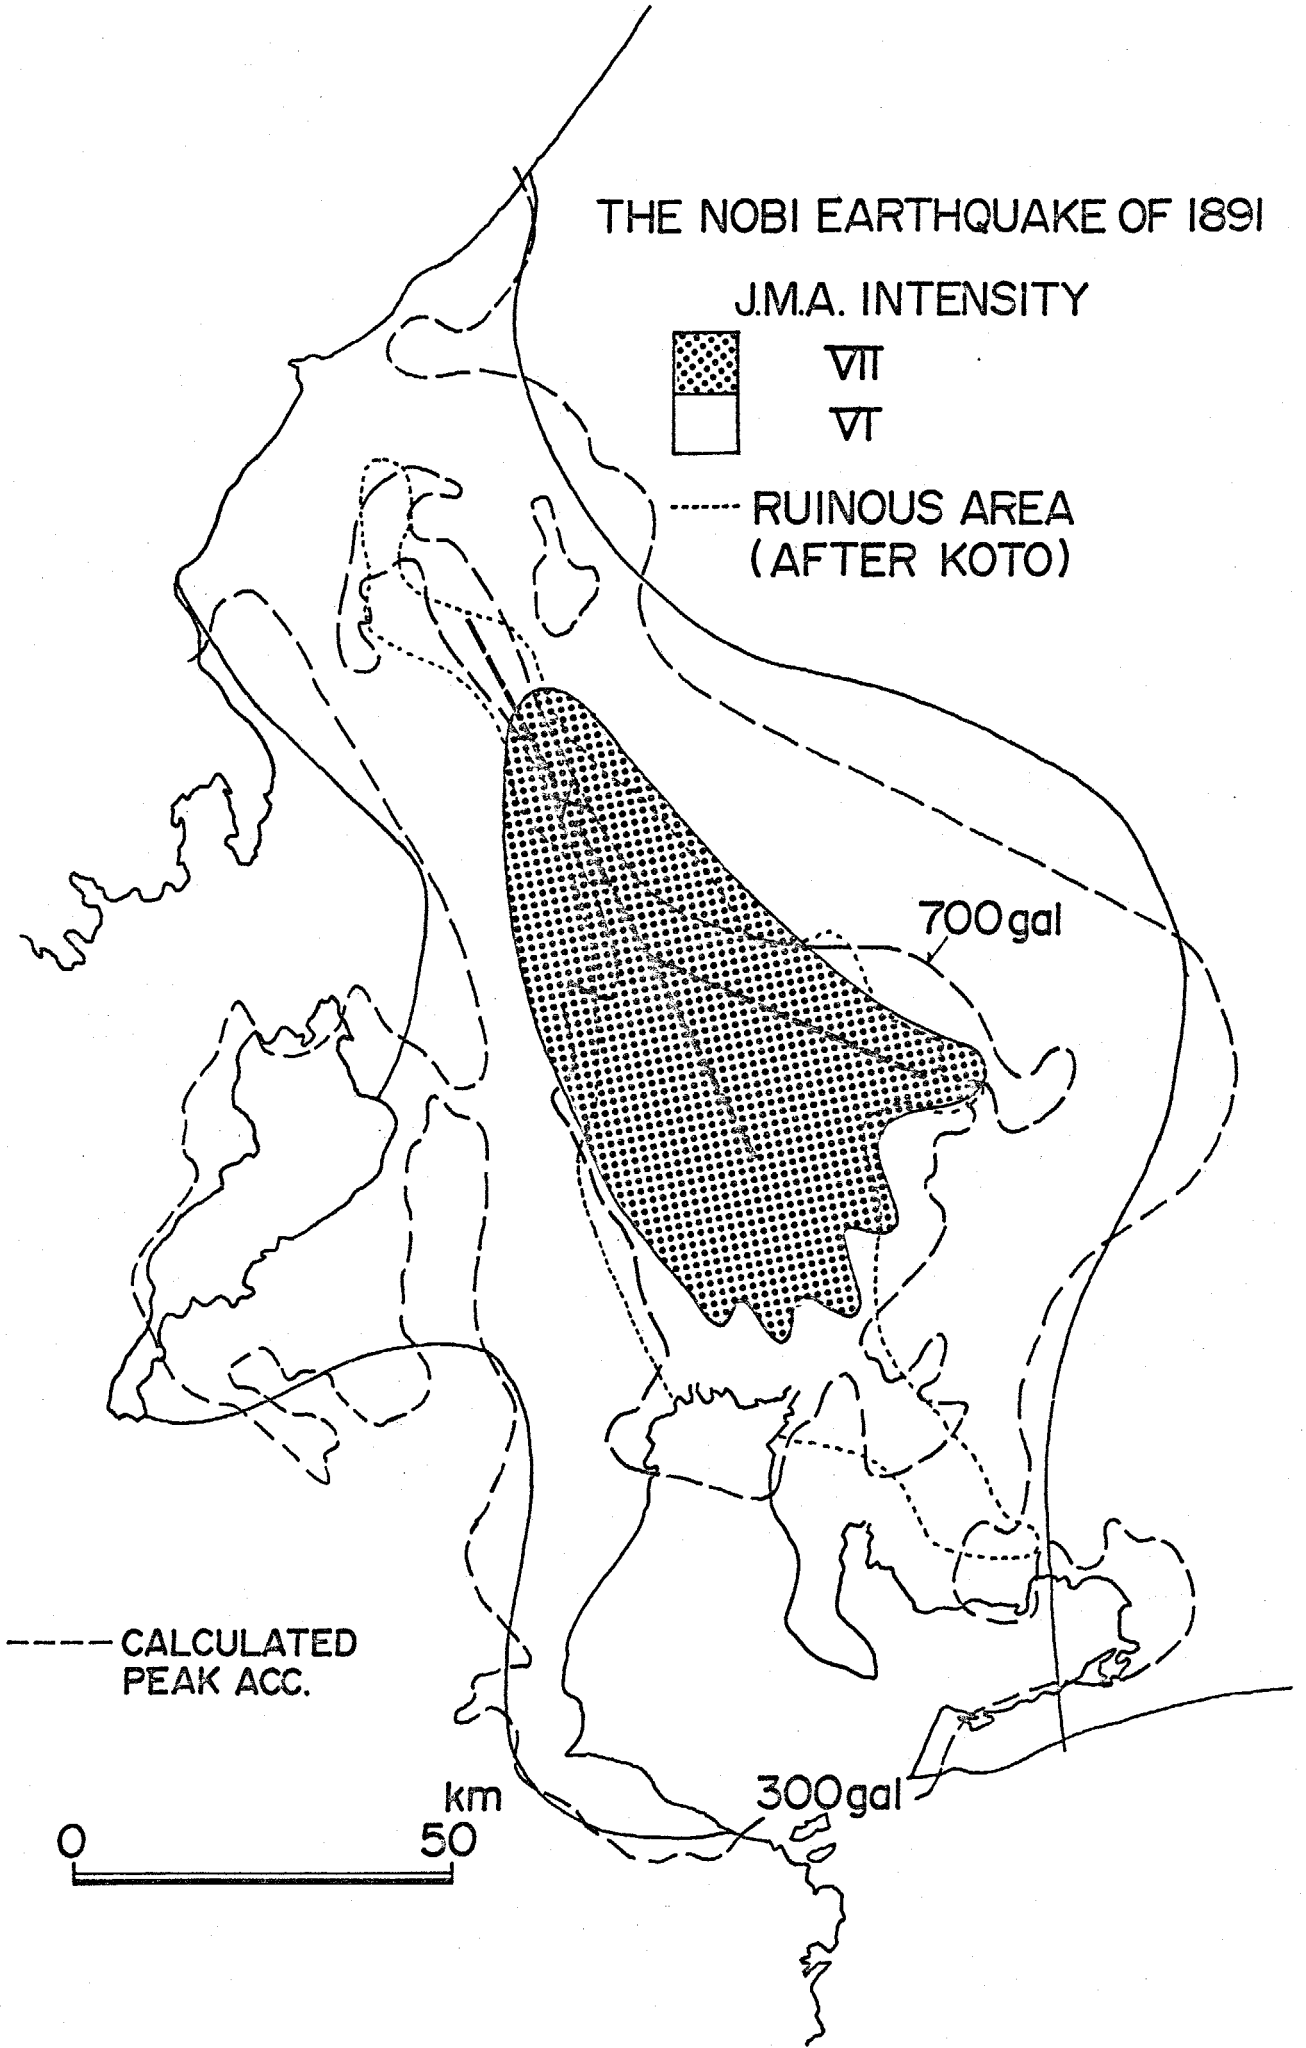 THE NOBI EARTHQUAKE OF 1891
J.M.A. INTENSITY
VII
VI
RUINOUS AREA
(AFTER KOTO)
700gal
CALCULATED
PEAK ACC.
km
300gal
0 50